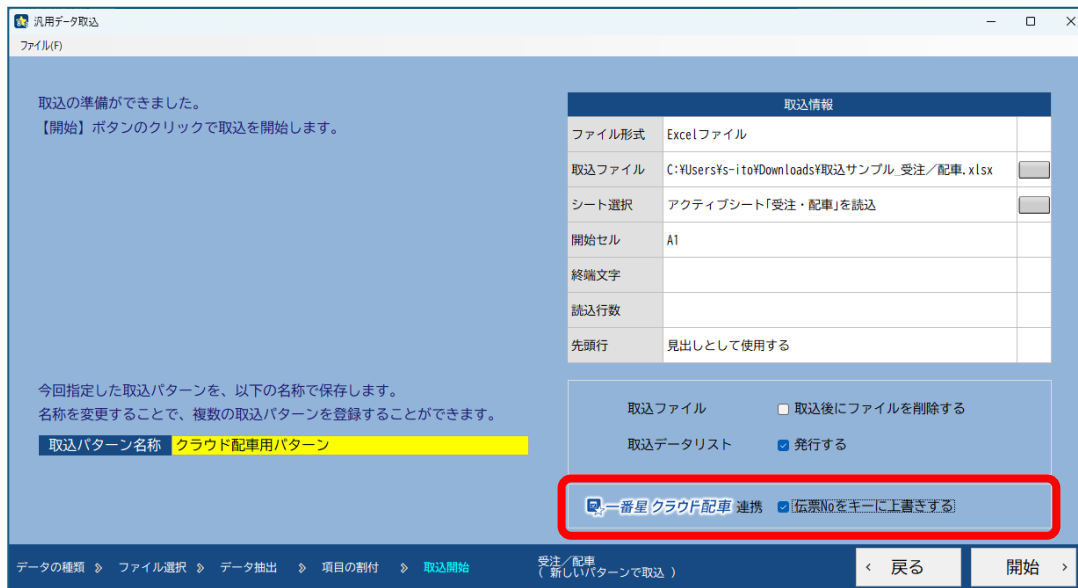 汎用データ取込
ファイル(F)
取込の準備ができました。
【開始】ボタンのクリックで取込を開始します。
取込情報
ファイル形式 Excelファイル
取込ファイル C:¥Users¥s-ito¥Downloads¥取込サンプル_受注／配車.xlsx
シート選択 アクティブシート｢受注・配車｣を読込
開始セル A1
終端文字
読込行数
先頭行 見出しとして使用する
今回指定した取込パターンを、以下の名称で保存します。
名称を変更することで、複数の取込パターンを登録することができます。
取込パターン名称 クラウド配車用パターン
取込ファイル 取込後にファイルを削除する
取込データリスト 発行する
一番星 クラウド配車 連携 伝票Noをキーに上書きする
データの種類 》 ファイル選択 》 データ抽出 》 項目の割付 》 取込開始
受注／配車
( 新しいパターンで取込 )
‹ 戻る
開始 ›